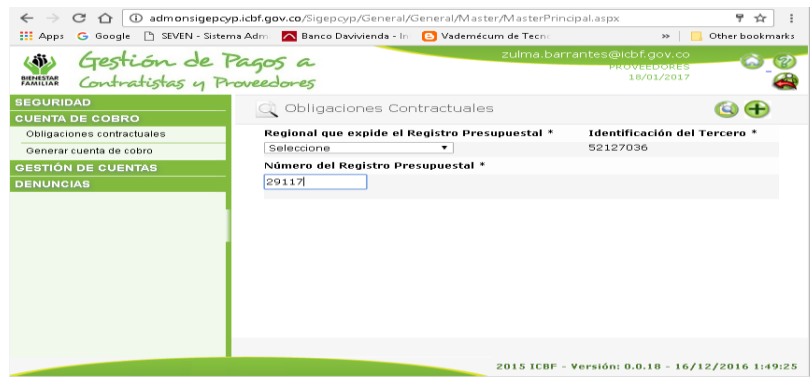 admonsigepcyp.icbf.gov.co/Sigepcyp/General/General/Master/MasterPrincipal.aspx
Apps Google SEVEN - Sistema Adm Banco Davivienda - In Vademécum de Tecno » Other bookmarks
BIENESTAR
FAMILIAR
Gestión de Pagos a
Contratistas y Proveedores
zulma.barrantes@icbf.gov.co
PROVEEDORES
18/01/2017
SEGURIDAD
CUENTA DE COBRO
Obligaciones contractuales
Generar cuenta de cobro
GESTIÓN DE CUENTAS
DENUNCIAS
Obligaciones Contractuales
Regional que expide el Registro Presupuestal * Identificación del Tercero *
Seleccione 52127036
Número del Registro Presupuestal *
29117
2015 ICBF - Versión: 0.0.18 - 16/12/2016 1:49:25